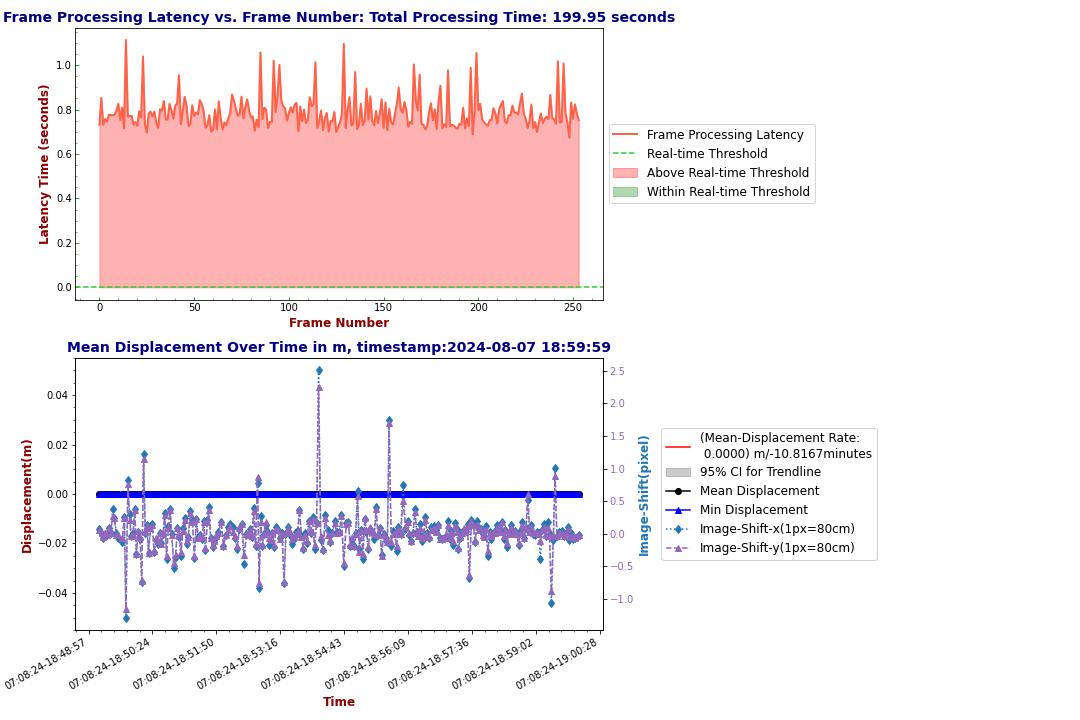 Frame Processing Latency vs. Frame Number: Total Processing Time: 199.95 seconds
1.0
0.8
0.6
0.4
0.2
0.0
Latency Time (seconds)
0 50 100 150 200 250
Frame Number
Frame Processing Latency
Real-time Threshold
Above Real-time Threshold
Within Real-time Threshold
Mean Displacement Over Time in m, timestamp:2024-08-07 18:59:59
0.04
0.02
0.00
−0.02
−0.04
Displacement(m)
2.5
2.0
1.5
1.0
0.5
0.0
−0.5
−1.0
Image-Shift(pixel)
07:08:24-18:48:57
07:08:24-18:50:24
07:08:24-18:51:50
07:08:24-18:53:16
07:08:24-18:54:43
07:08:24-18:56:09
07:08:24-18:57:36
07:08:24-18:59:02
07:08:24-19:00:28
Time
(Mean-Displacement Rate:
0.0000) m/-10.8167minutes
95% CI for Trendline
Mean Displacement
Min Displacement
Image-Shift-x(1px=80cm)
Image-Shift-y(1px=80cm)